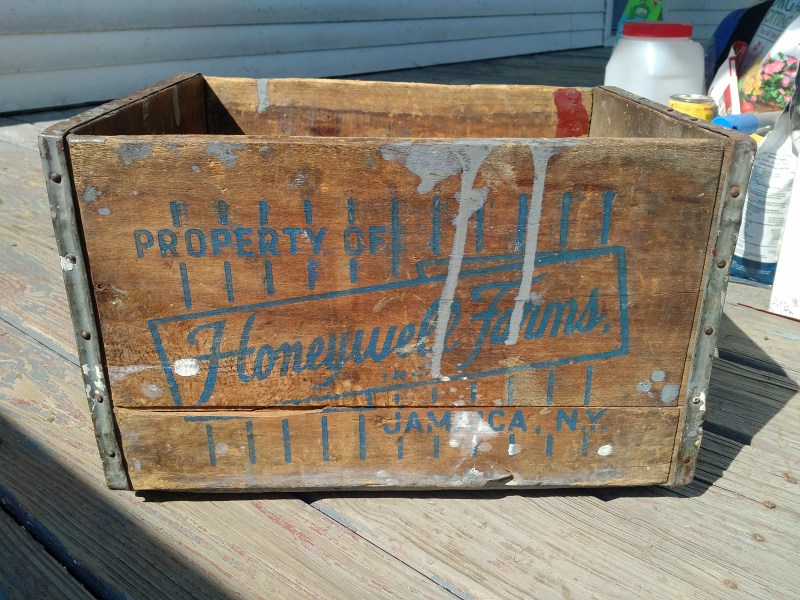 PROPERTY OF
Honeywell Farms.
INC.
JAMAICA, N.Y.